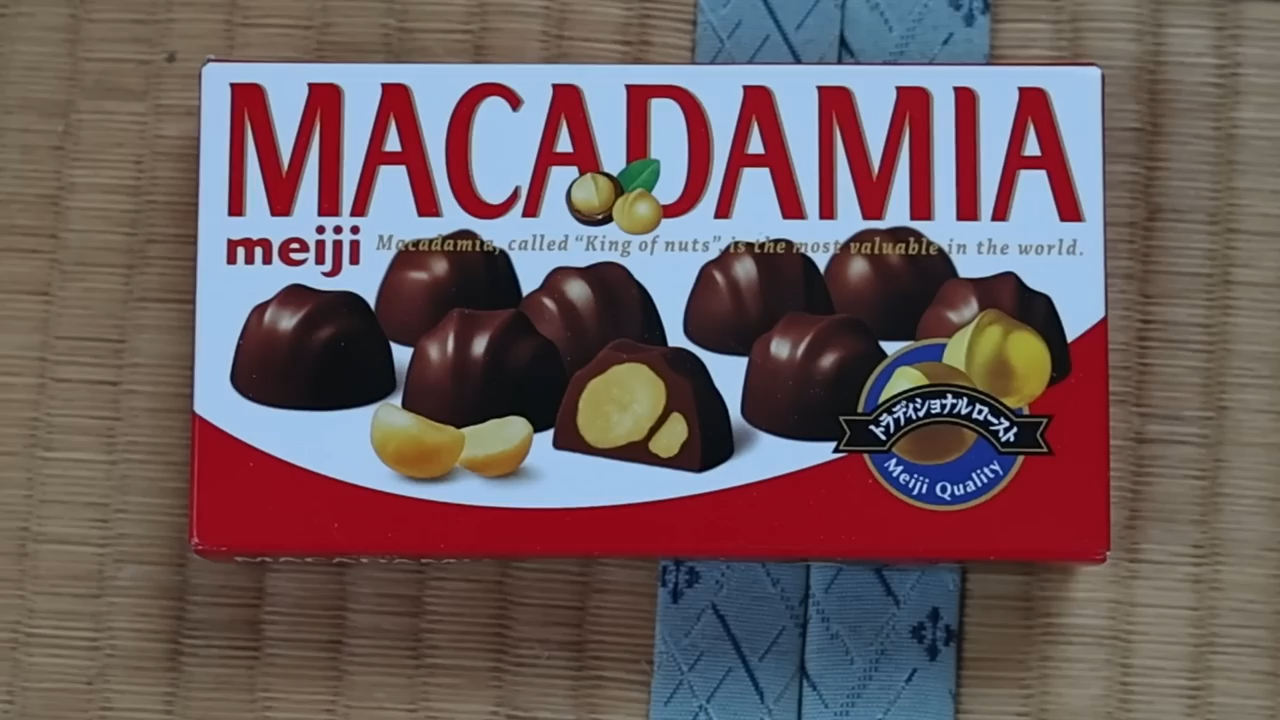 MACADAMIA
meiji
Macadamia, called “King of nuts”, is the most valuable in the world.
トラディショナルロースト
Meiji Quality